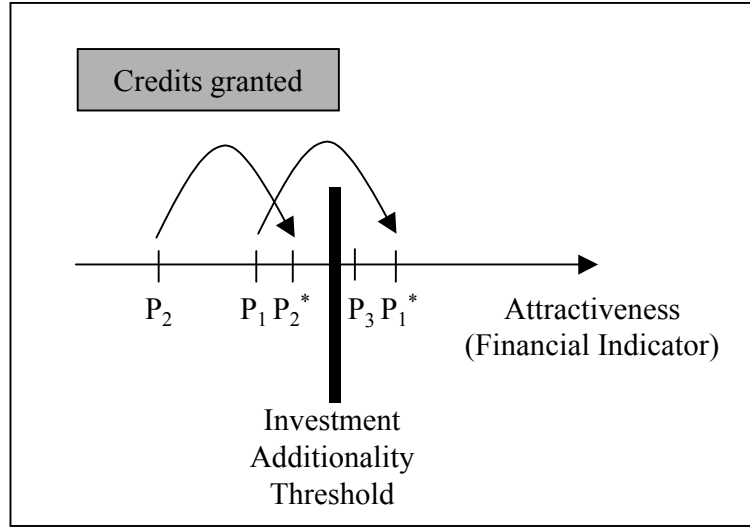 Credits granted
P₂ P₁ P₂* P₃ P₁*
Attractiveness
(Financial Indicator)
Investment
Additionality
Threshold